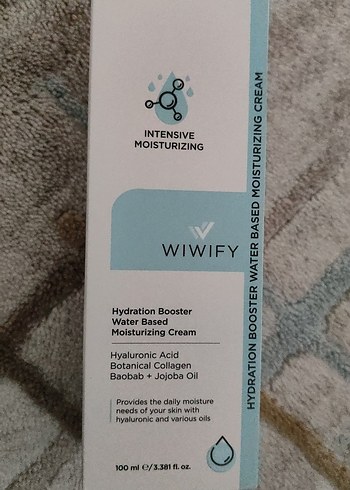 INTENSIVE
MOISTURIZING
WIWIFY
Hydration Booster
Water Based
Moisturizing Cream
Hyaluronic Acid
Botanical Collagen
Baobab + Jojoba Oil
Provides the daily moisture
needs of your skin with
hyaluronic and various oils
100 ml ℮/3.381 fl. oz.
HYDRATION BOOSTER WATER BASED MOISTURIZING CREAM